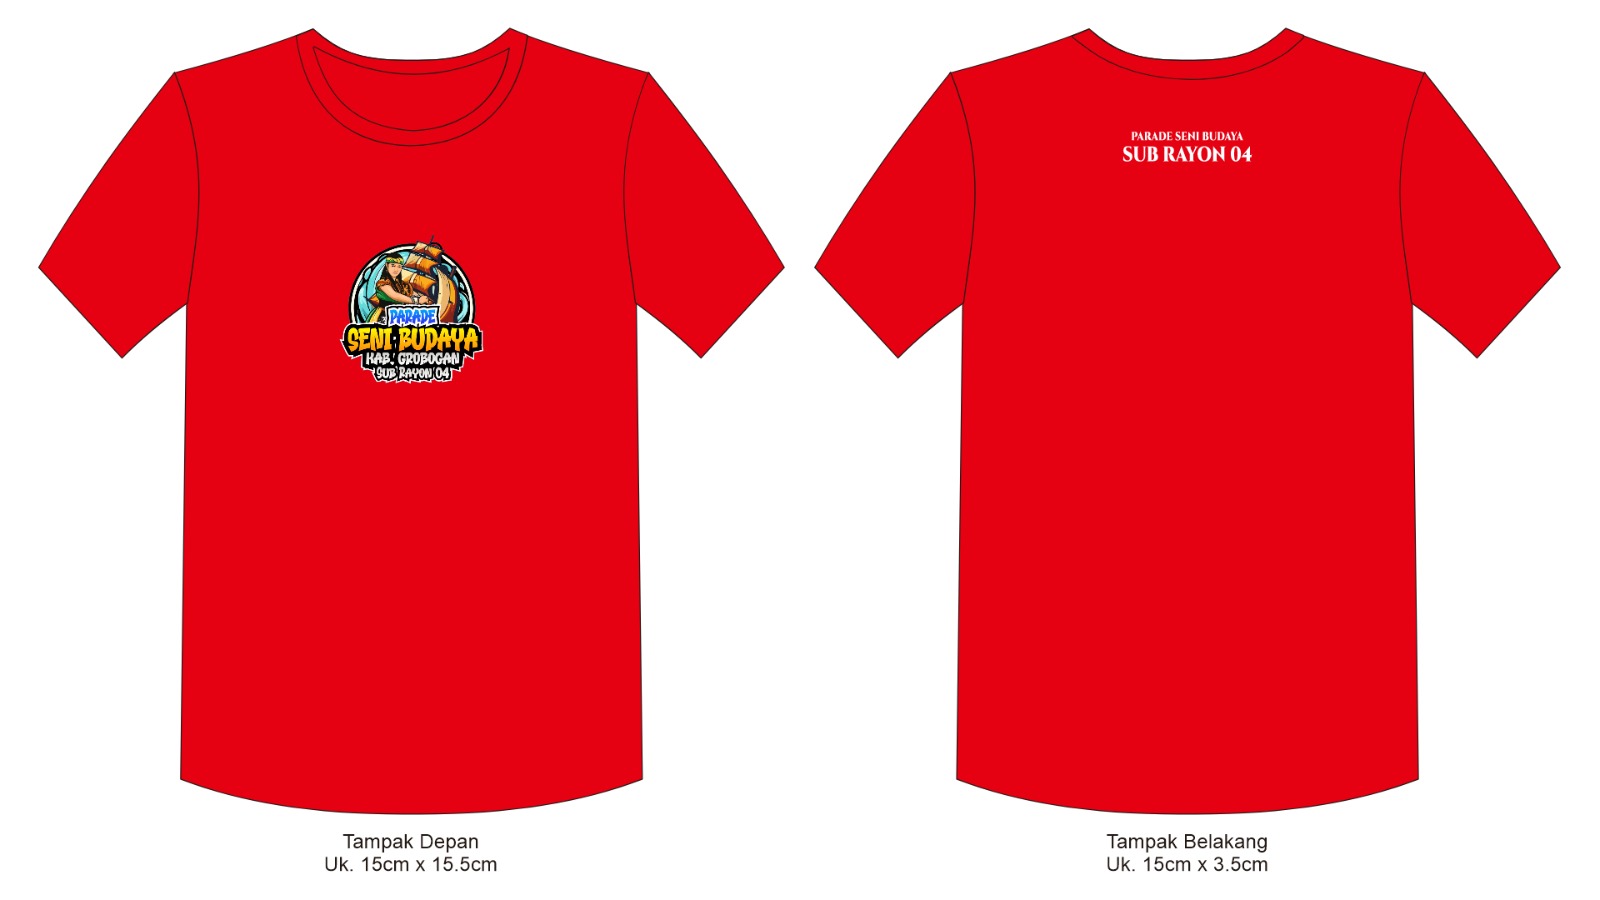 PARADE
SENI BUDAYA
KAB. GROBOGAN
SUB RAYON 04
PARADE SENI BUDAYA
SUB RAYON 04
Tampak Depan
Uk. 15cm x 15.5cm
Tampak Belakang
Uk. 15cm x 3.5cm